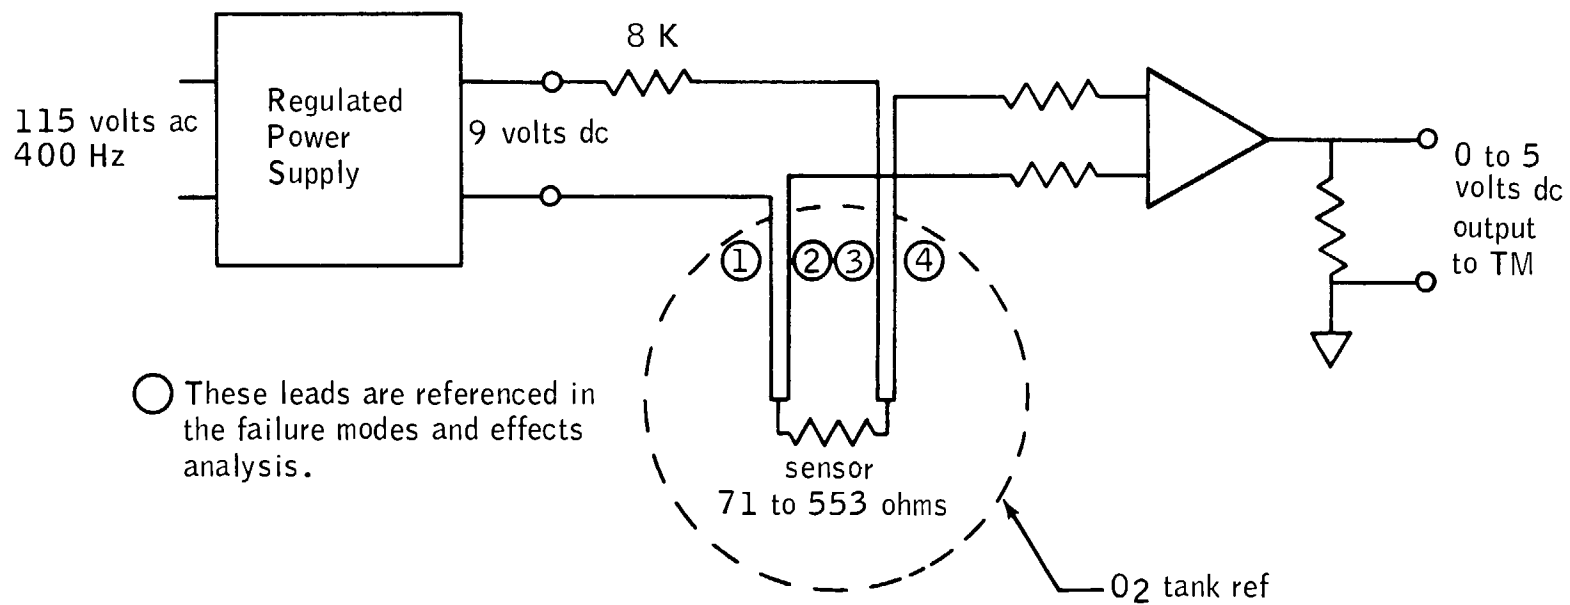 8 K
115 volts ac
400 Hz
Regulated
Power
Supply
9 volts dc
0 to 5
volts dc
output
to TM
1 2 3 4
These leads are referenced in
the failure modes and effects
analysis.
sensor
71 to 553 ohms
O2 tank ref